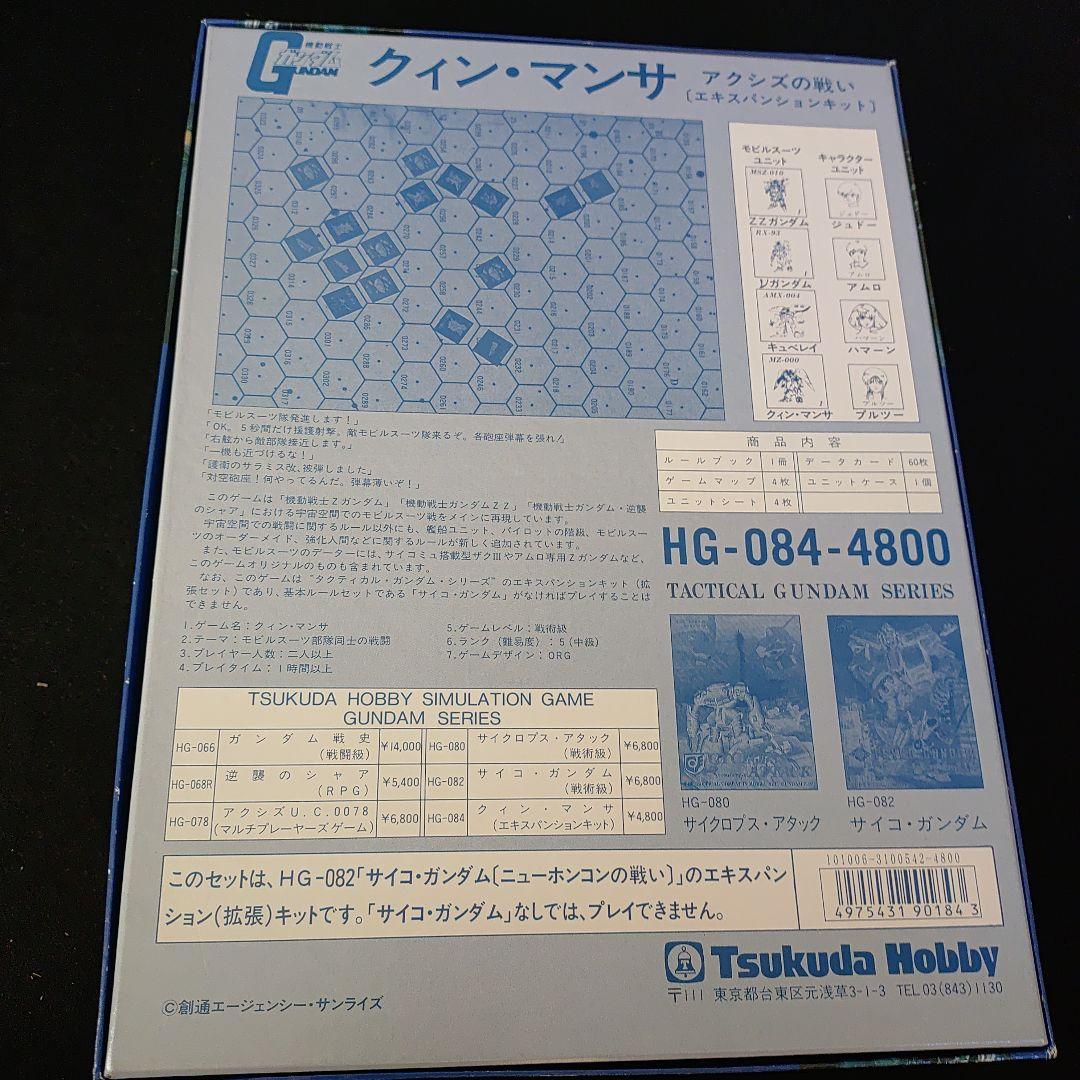 機動戦士
ガンダム
GUNDAN
クィン・マンサ
アクシズの戦い
〔エキスパンションキット〕
モビルスーツ
ユニット
キャラクター
ユニット
MSZ-010
ZZガンダム
ジュドー
ジュドー
RX-93
νガンダム
アムロ
アムロ
AMX-004
キュベレイ
ハマーン
ハマーン
MZ-000
クィン・マンサ
プルツー
プルツー
「モビルスーツ隊発進します!」
「OK。5秒間だけ援護射撃。敵モビルスーツ隊来るぞ。各砲座弾幕を張れ!」
「右舷から敵部隊接近します。」
「一機も近づけるな!」
「護衛のサラミス改、被弾しました」
「対空砲座!何やってるんだ。弾幕薄いぞ!」
このゲームは「機動戦士Zガンダム」「機動戦士ガンダムZZ」「機動戦士ガンダム・逆襲
のシャア」における宇宙空間でのモビルスーツ戦をメインに再現しています。
宇宙空間での戦闘に関するルール以外にも、艦船ユニット、パイロットの階級、モビルスー
ツのオーダーメイド、強化人間などに関するルールが新しく追加されています。
また、モビルスーツのデーターには、サイコミュ搭載型ザクIIIやアムロ専用Zガンダムなど、
このゲームオリジナルのものも含まれています。
なお、このゲームは"タクティカル・ガンダム・シリーズ"のエキスパンションキット(拡
張セット)であり、基本ルールセットである「サイコ・ガンダム」がなければプレイすることは
できません。
1.ゲーム名:クィン・マンサ
2.テーマ:モビルスーツ部隊同士の戦闘
3.プレイヤー人数:二人以上
4.プレイタイム:1時間以上
5.ゲームレベル:戦術級
6.ランク(難易度):5(中級)
7.ゲームデザイン:ORG
商品内容
ルールブック 1冊 データカード 60枚
ゲームマップ 4枚 ユニットケース 1個
ユニットシート 4枚
HG-084-4800
TACTICAL GUNDAM SERIES
HG-080
サイクロプス・アタック
HG-082
サイコ・ガンダム
TSUKUDA HOBBY SIMULATION GAME
GUNDAM SERIES
HG-066 ガンダム戦史(戦闘級) ¥14,000 HG-080 サイクロプス・アタック(戦術級) ¥6,800
HG-068R 逆襲のシャア(RPG) ¥5,400 HG-082 サイコ・ガンダム(戦術級) ¥6,800
HG-078 アクシズU.C.0078(マルチプレーヤーズゲーム) ¥6,800 HG-084 クィン・マンサ(エキスパンションキット) ¥4,800
このセットは、HG-082「サイコ・ガンダム〔ニューホンコンの戦い〕」のエキスパン
ション(拡張)キットです。「サイコ・ガンダム」なしでは、プレイできません。
101006-3100542-4800
4975431901843
Tsukuda Hobby
〒111 東京都台東区元浅草3-1-3 TEL 03(843)1130
©創通エージェンシー・サンライズ